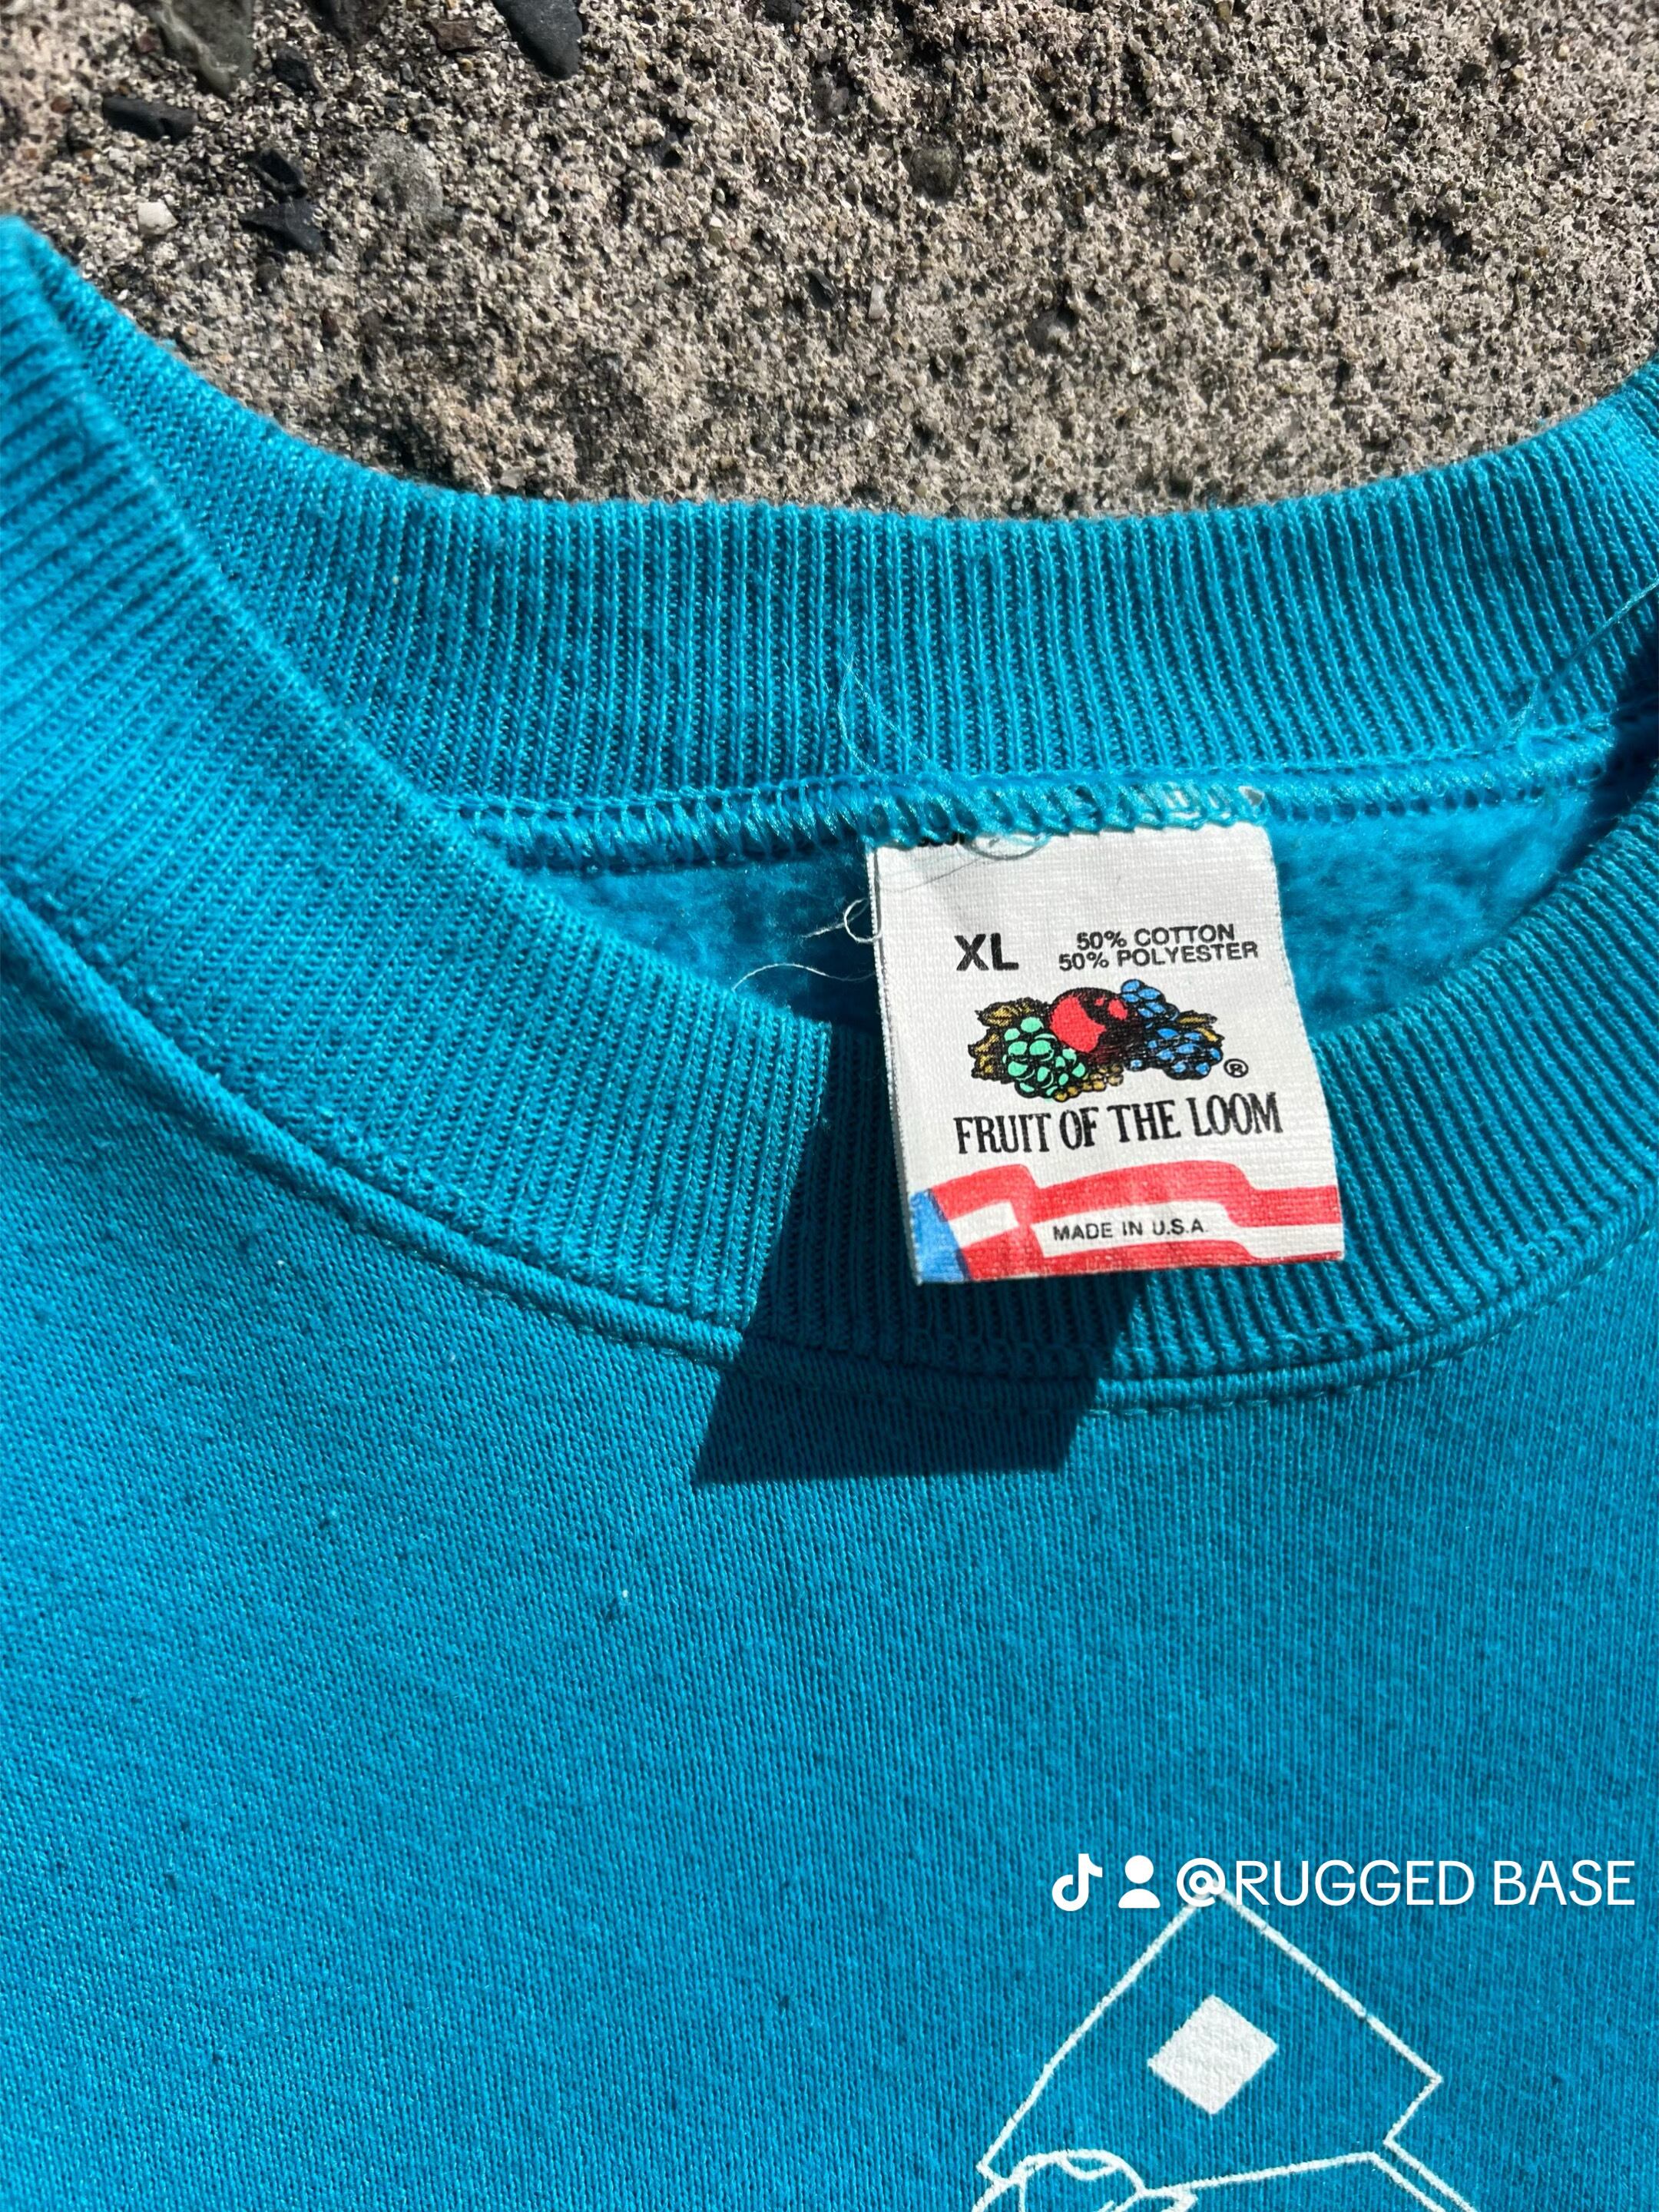 XL
50% COTTON
50% POLYESTER
®
FRUIT OF THE LOOM
MADE IN U.S.A.
@RUGGED BASE